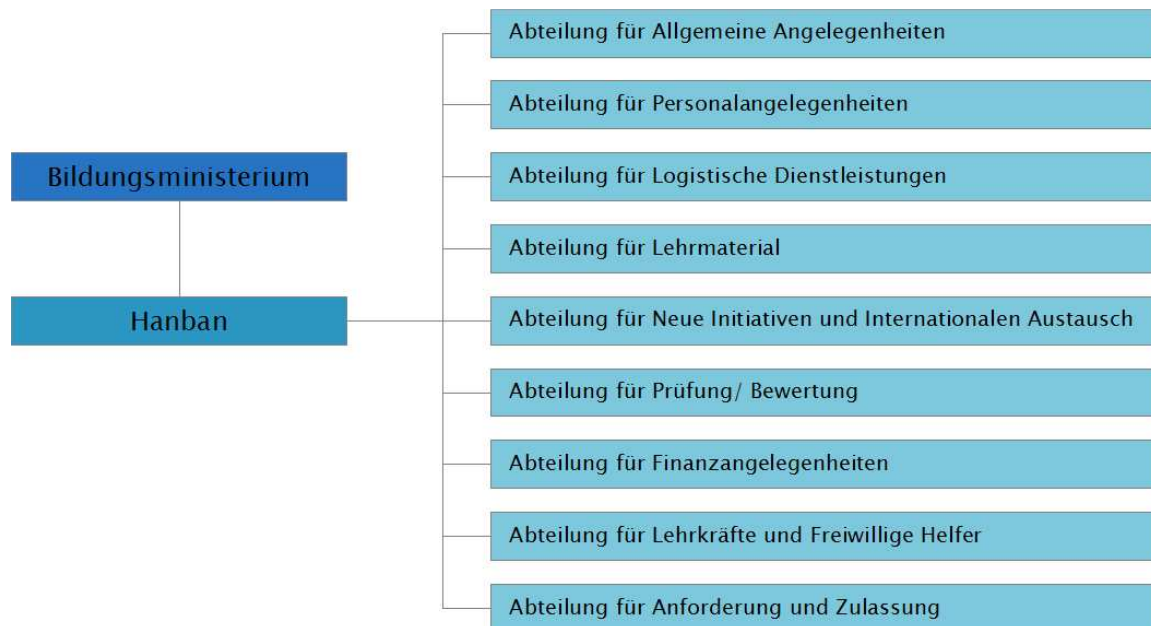 Bildungsministerium
Hanban
Abteilung für Allgemeine Angelegenheiten
Abteilung für Personalangelegenheiten
Abteilung für Logistische Dienstleistungen
Abteilung für Lehrmaterial
Abteilung für Neue Initiativen und Internationalen Austausch
Abteilung für Prüfung/ Bewertung
Abteilung für Finanzangelegenheiten
Abteilung für Lehrkräfte und Freiwillige Helfer
Abteilung für Anforderung und Zulassung